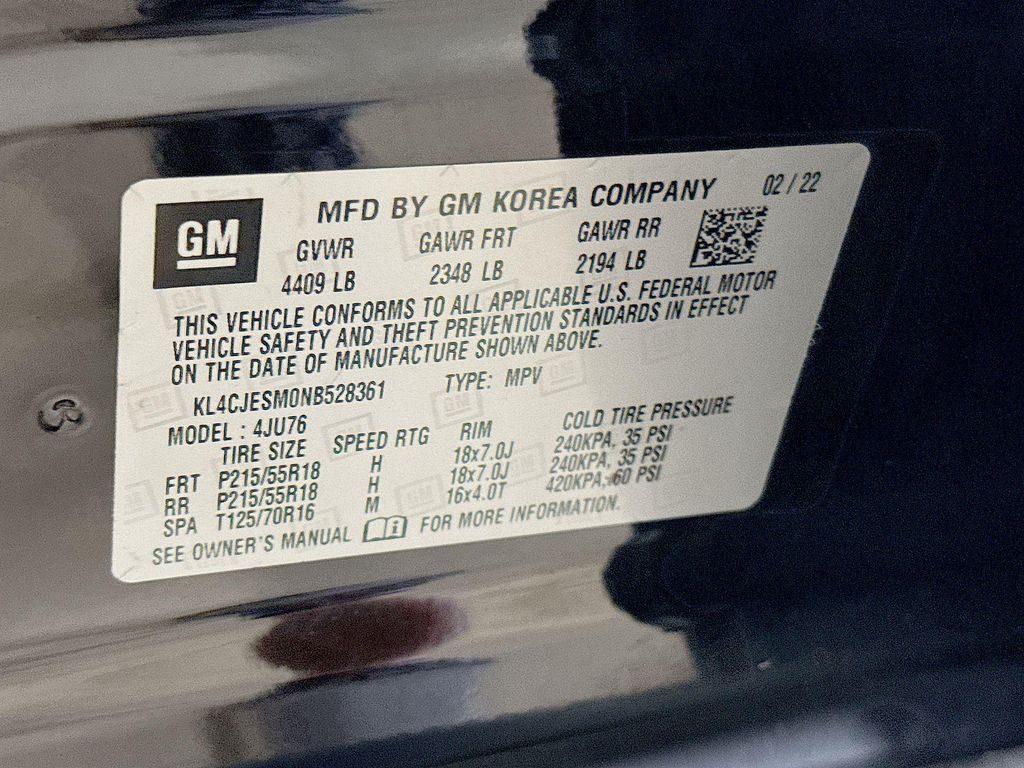 GM
MFD BY GM KOREA COMPANY 02 / 22
GVWR GAWR FRT GAWR RR
4409 LB 2348 LB 2194 LB
THIS VEHICLE CONFORMS TO ALL APPLICABLE U.S. FEDERAL MOTOR
VEHICLE SAFETY AND THEFT PREVENTION STANDARDS IN EFFECT
ON THE DATE OF MANUFACTURE SHOWN ABOVE.
KL4CJESM0NB528361 TYPE: MPV
MODEL : 4JU76
TIRE SIZE SPEED RTG RIM COLD TIRE PRESSURE
FRT P215/55R18 H 18x7.0J 240KPA, 35 PSI
RR P215/55R18 H 18x7.0J 240KPA, 35 PSI
SPA T125/70R16 M 16x4.0T 420KPA, 60 PSI
SEE OWNER'S MANUAL FOR MORE INFORMATION.